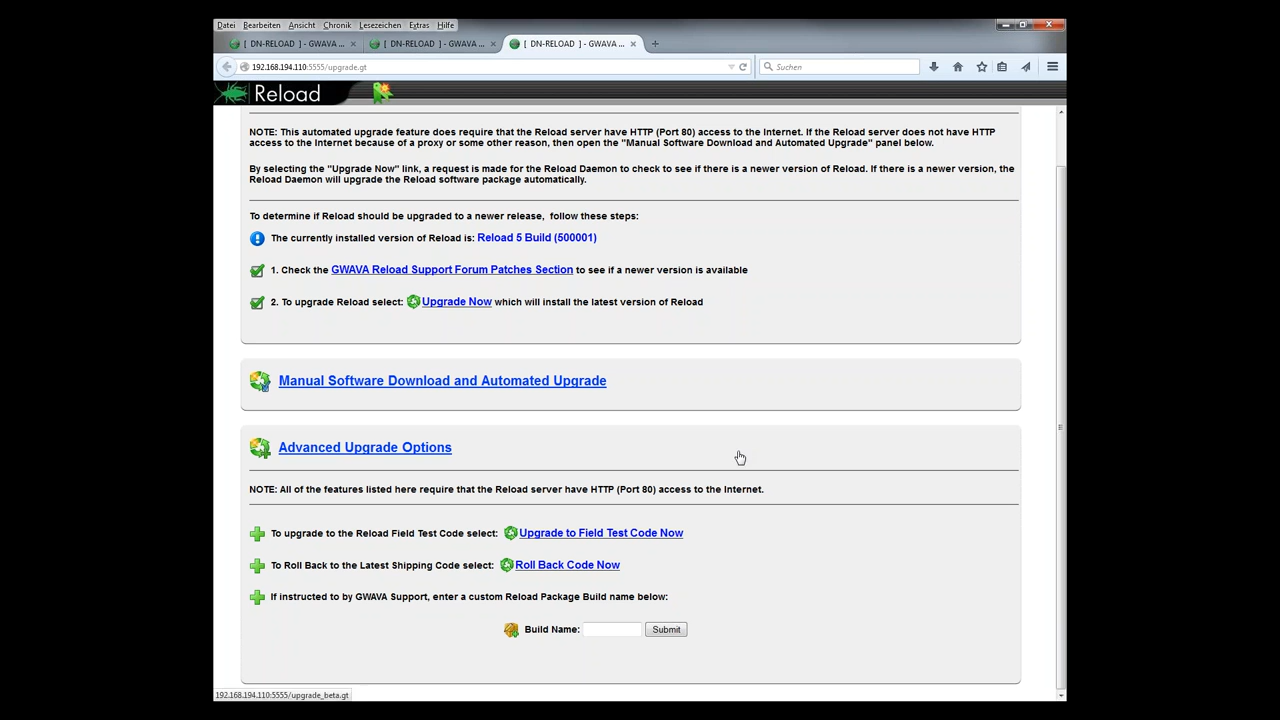 Datei Bearbeiten Ansicht Chronik Lesezeichen Extras Hilfe
[ DN-RELOAD ] - GWAVA ... [ DN-RELOAD ] - GWAVA ... [ DN-RELOAD ] - GWAVA ...
192.168.194.110:5555/upgrade.gt Suchen
Reload
NOTE: This automated upgrade feature does require that the Reload server have HTTP (Port 80) access to the Internet. If the Reload server does not have HTTP
access to the Internet because of a proxy or some other reason, then open the "Manual Software Download and Automated Upgrade" panel below.
By selecting the "Upgrade Now" link, a request is made for the Reload Daemon to check to see if there is a newer version of Reload. If there is a newer version, the
Reload Daemon will upgrade the Reload software package automatically.
To determine if Reload should be upgraded to a newer release, follow these steps:
The currently installed version of Reload is: Reload 5 Build (500001)
1. Check the GWAVA Reload Support Forum Patches Section to see if a newer version is available
2. To upgrade Reload select: Upgrade Now which will install the latest version of Reload
Manual Software Download and Automated Upgrade
Advanced Upgrade Options
NOTE: All of the features listed here require that the Reload server have HTTP (Port 80) access to the Internet.
To upgrade to the Reload Field Test Code select: Upgrade to Field Test Code Now
To Roll Back to the Latest Shipping Code select: Roll Back Code Now
If instructed to by GWAVA Support, enter a custom Reload Package Build name below:
Build Name: Submit
192.168.194.110:5555/upgrade_beta.gt